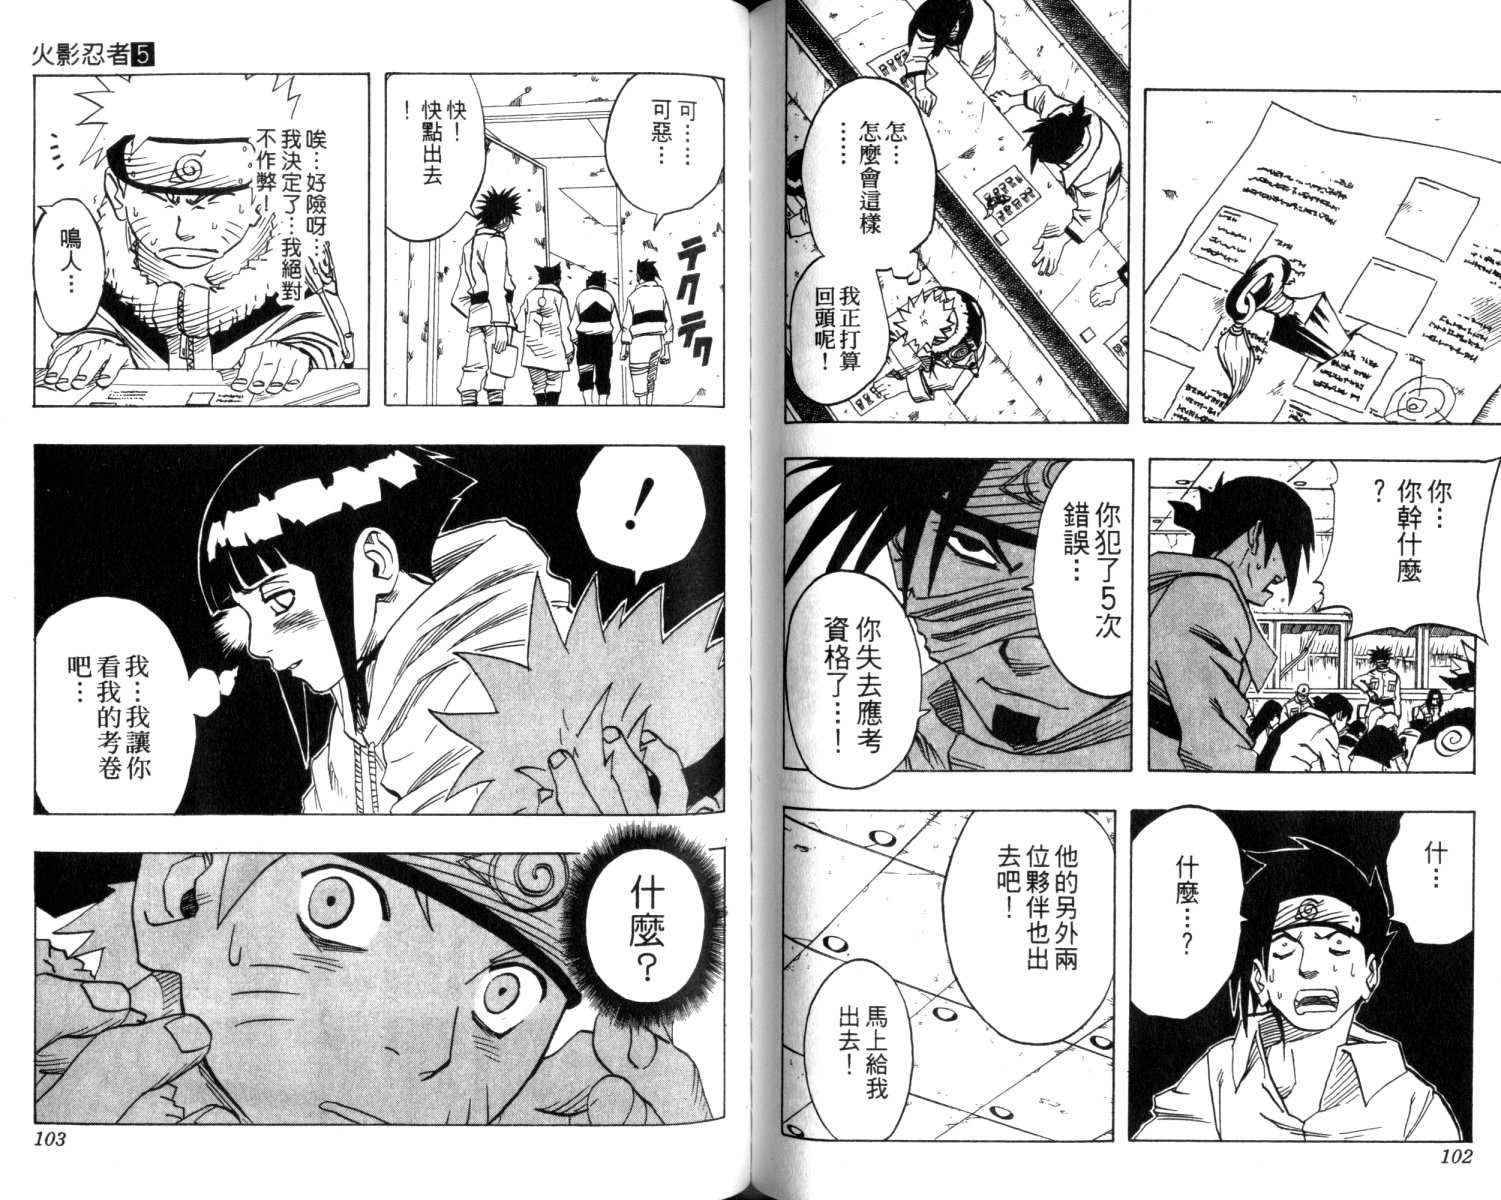 怎…
怎麼會這樣
……
我正打算
回頭呢！
你…
你幹什麼
？
你犯了5次
錯誤…
你失去應考
資格了…！
什…
什麼…？
他的另外兩
位夥伴也出
去吧！
馬上給我
出去！
102
火影忍者5
可……
可惡…
快！
快點出去
！
テクテク
唉…好險呀…
我決定了…我絕對
不作弊！
鳴人…
！
我…我讓你
看我的考卷
吧…
什麼？
103